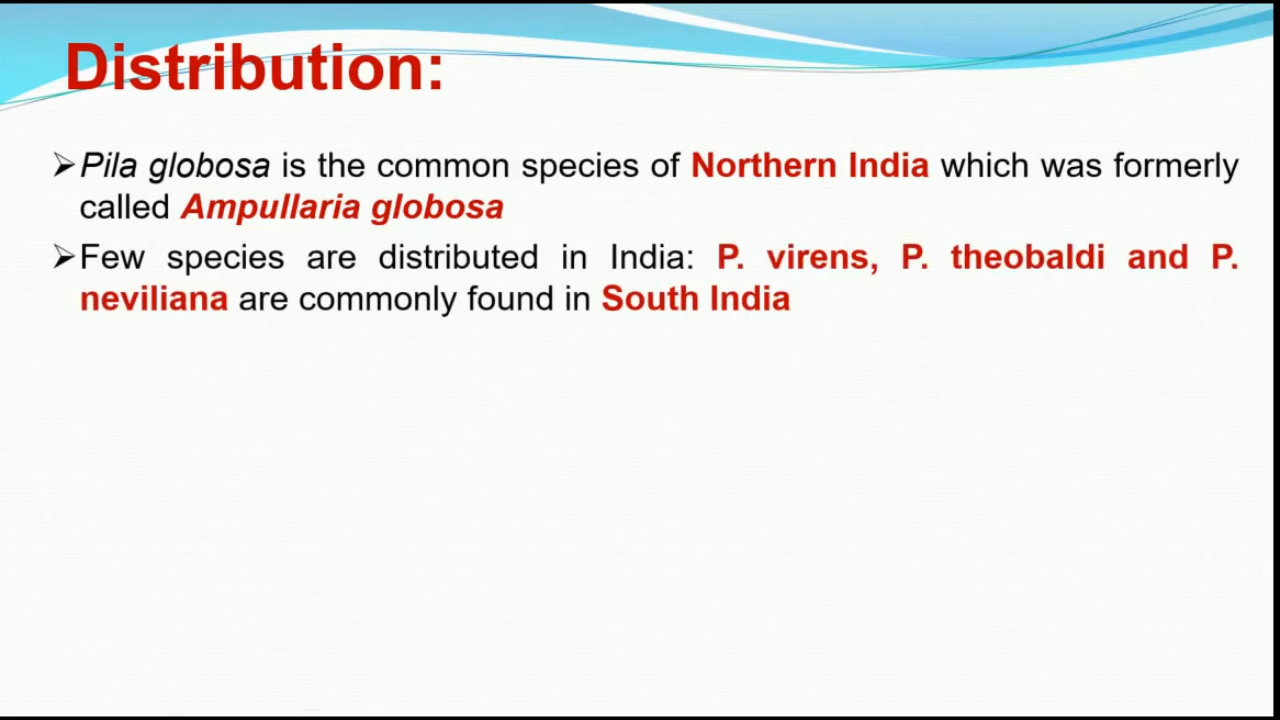 Distribution:
➢Pila globosa is the common species of Northern India which was formerly
called Ampullaria globosa
➢Few species are distributed in India: P. virens, P. theobaldi and P.
neviliana are commonly found in South India